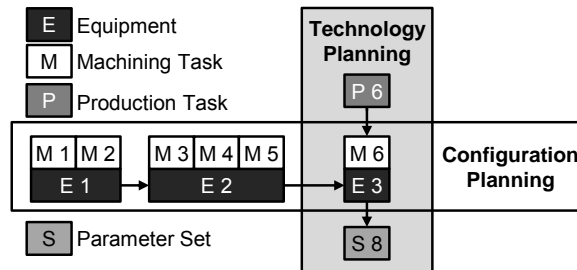 E Equipment
M Machining Task
P Production Task
Technology
Planning
P 6
M 1 M 2 M 3 M 4 M 5 M 6
E 1 E 2 E 3
Configuration
Planning
S Parameter Set
S 8